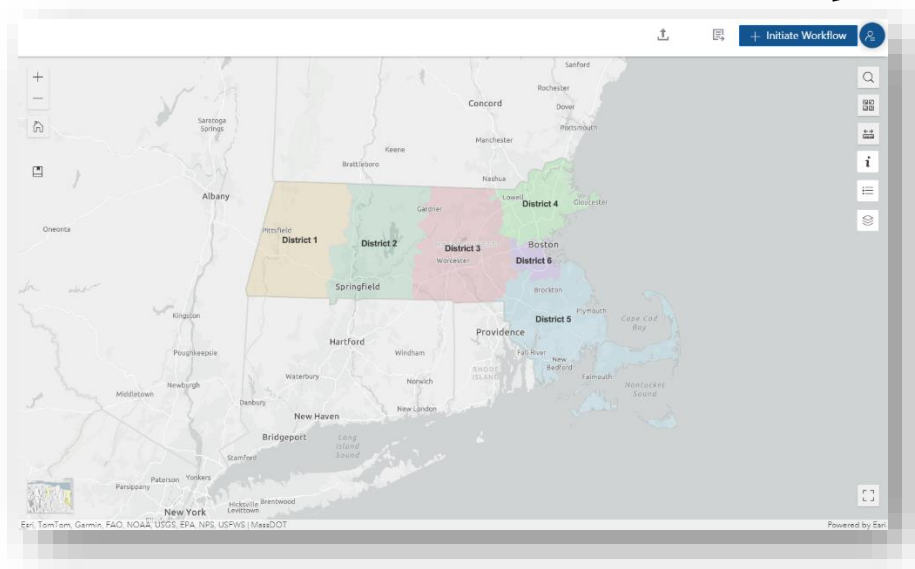 + Initiate Workflow
Sanford
Rochester
Concord
Dover
Saratoga
Springs
Portsmouth
Manchester
Keene
Brattleboro
Nashua
Albany
Lowell
District 4
Gloucester
Gardner
Oneonta
Pittsfield
District 1
District 2
District 3
Boston
Worcester
District 6
Springfield
Brockton
Kingston
Plymouth
Cape Cod
Bay
District 5
Providence
Hartford
Poughkeepsie
Windham
Fall River
New
Bedford
RHODE
ISLAND
Waterbury
Norwich
Falmouth
Nantucket
Sound
Newburgh
Middletown
Danbury
New London
New Haven
Bridgeport
Long
Island
Sound
Stamford
Paterson
Yonkers
Parsippany
Hicksville
Brentwood
Levittown
New York
Esri, TomTom, Garmin, FAO, NOAA, USGS, EPA, NPS, USFWS | MassDOT
Powered by Esri